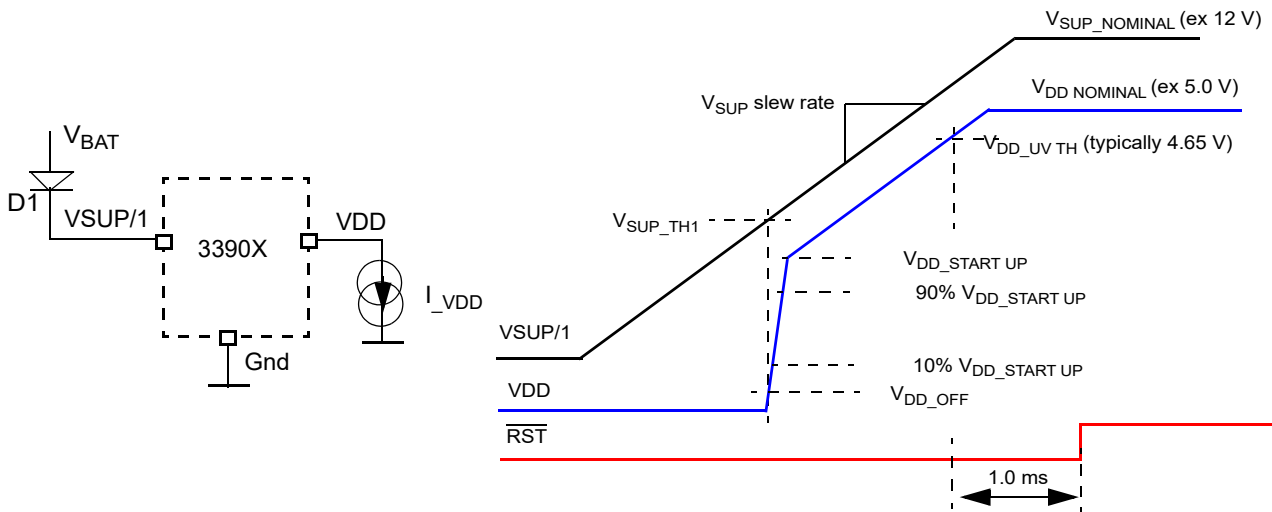 V_BAT
D1
VSUP/1
3390X
VDD
I_VDD
Gnd
V_SUP_NOMINAL (ex 12 V)
V_DD NOMINAL (ex 5.0 V)
V_SUP slew rate
V_DD_UV TH (typically 4.65 V)
V_SUP_TH1
V_DD_START UP
90% V_DD_START UP
VSUP/1
10% V_DD_START UP
VDD
V_DD_OFF
RST
1.0 ms